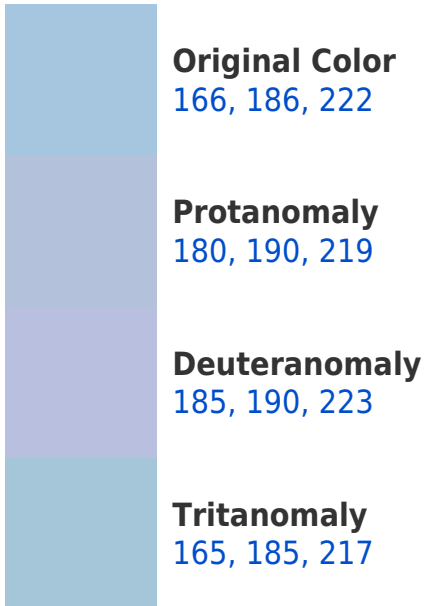 Original Color
166, 186, 222
Protanomaly
180, 190, 219
Deuteranomaly
185, 190, 223
Tritanomaly
165, 185, 217